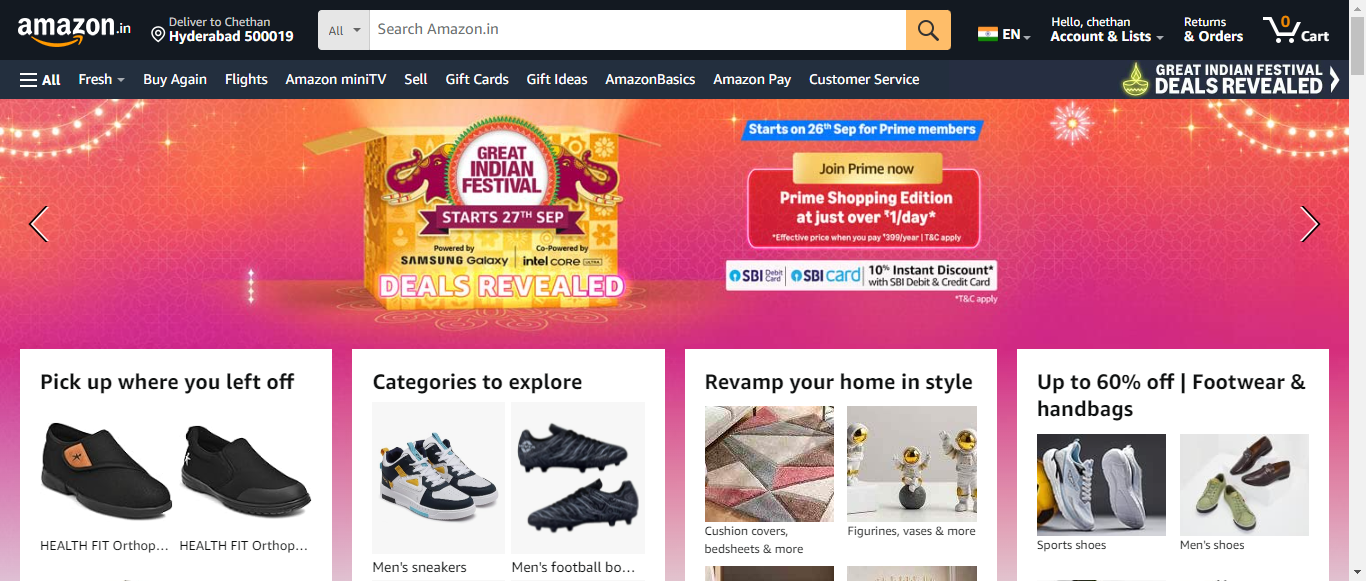 amazon.in
Deliver to Chethan
Hyderabad 500019
All
Search Amazon.in
EN
Hello, chethan
Account & Lists
Returns
& Orders
0
Cart
All
Fresh
Buy Again
Flights
Amazon miniTV
Sell
Gift Cards
Gift Ideas
AmazonBasics
Amazon Pay
Customer Service
GREAT INDIAN FESTIVAL
DEALS REVEALED
GREAT
INDIAN
FESTIVAL
STARTS 27TH SEP
Powered by
SAMSUNG Galaxy
Co-Powered by
intel CORE ULTRA
DEALS REVEALED
Starts on 26th Sep for Prime members
Join Prime now
Prime Shopping Edition
at just over ₹1/day*
*Effective price when you pay ₹399/year | T&C apply
SBI Debit Card
SBI card
10% Instant Discount*
with SBI Debit & Credit Card
*T&C apply
Pick up where you left off
HEALTH FIT Orthop...
HEALTH FIT Orthop...
Categories to explore
Men's sneakers
Men's football bo...
Revamp your home in style
Cushion covers,
bedsheets & more
Figurines, vases & more
Up to 60% off | Footwear &
handbags
Sports shoes
Men's shoes